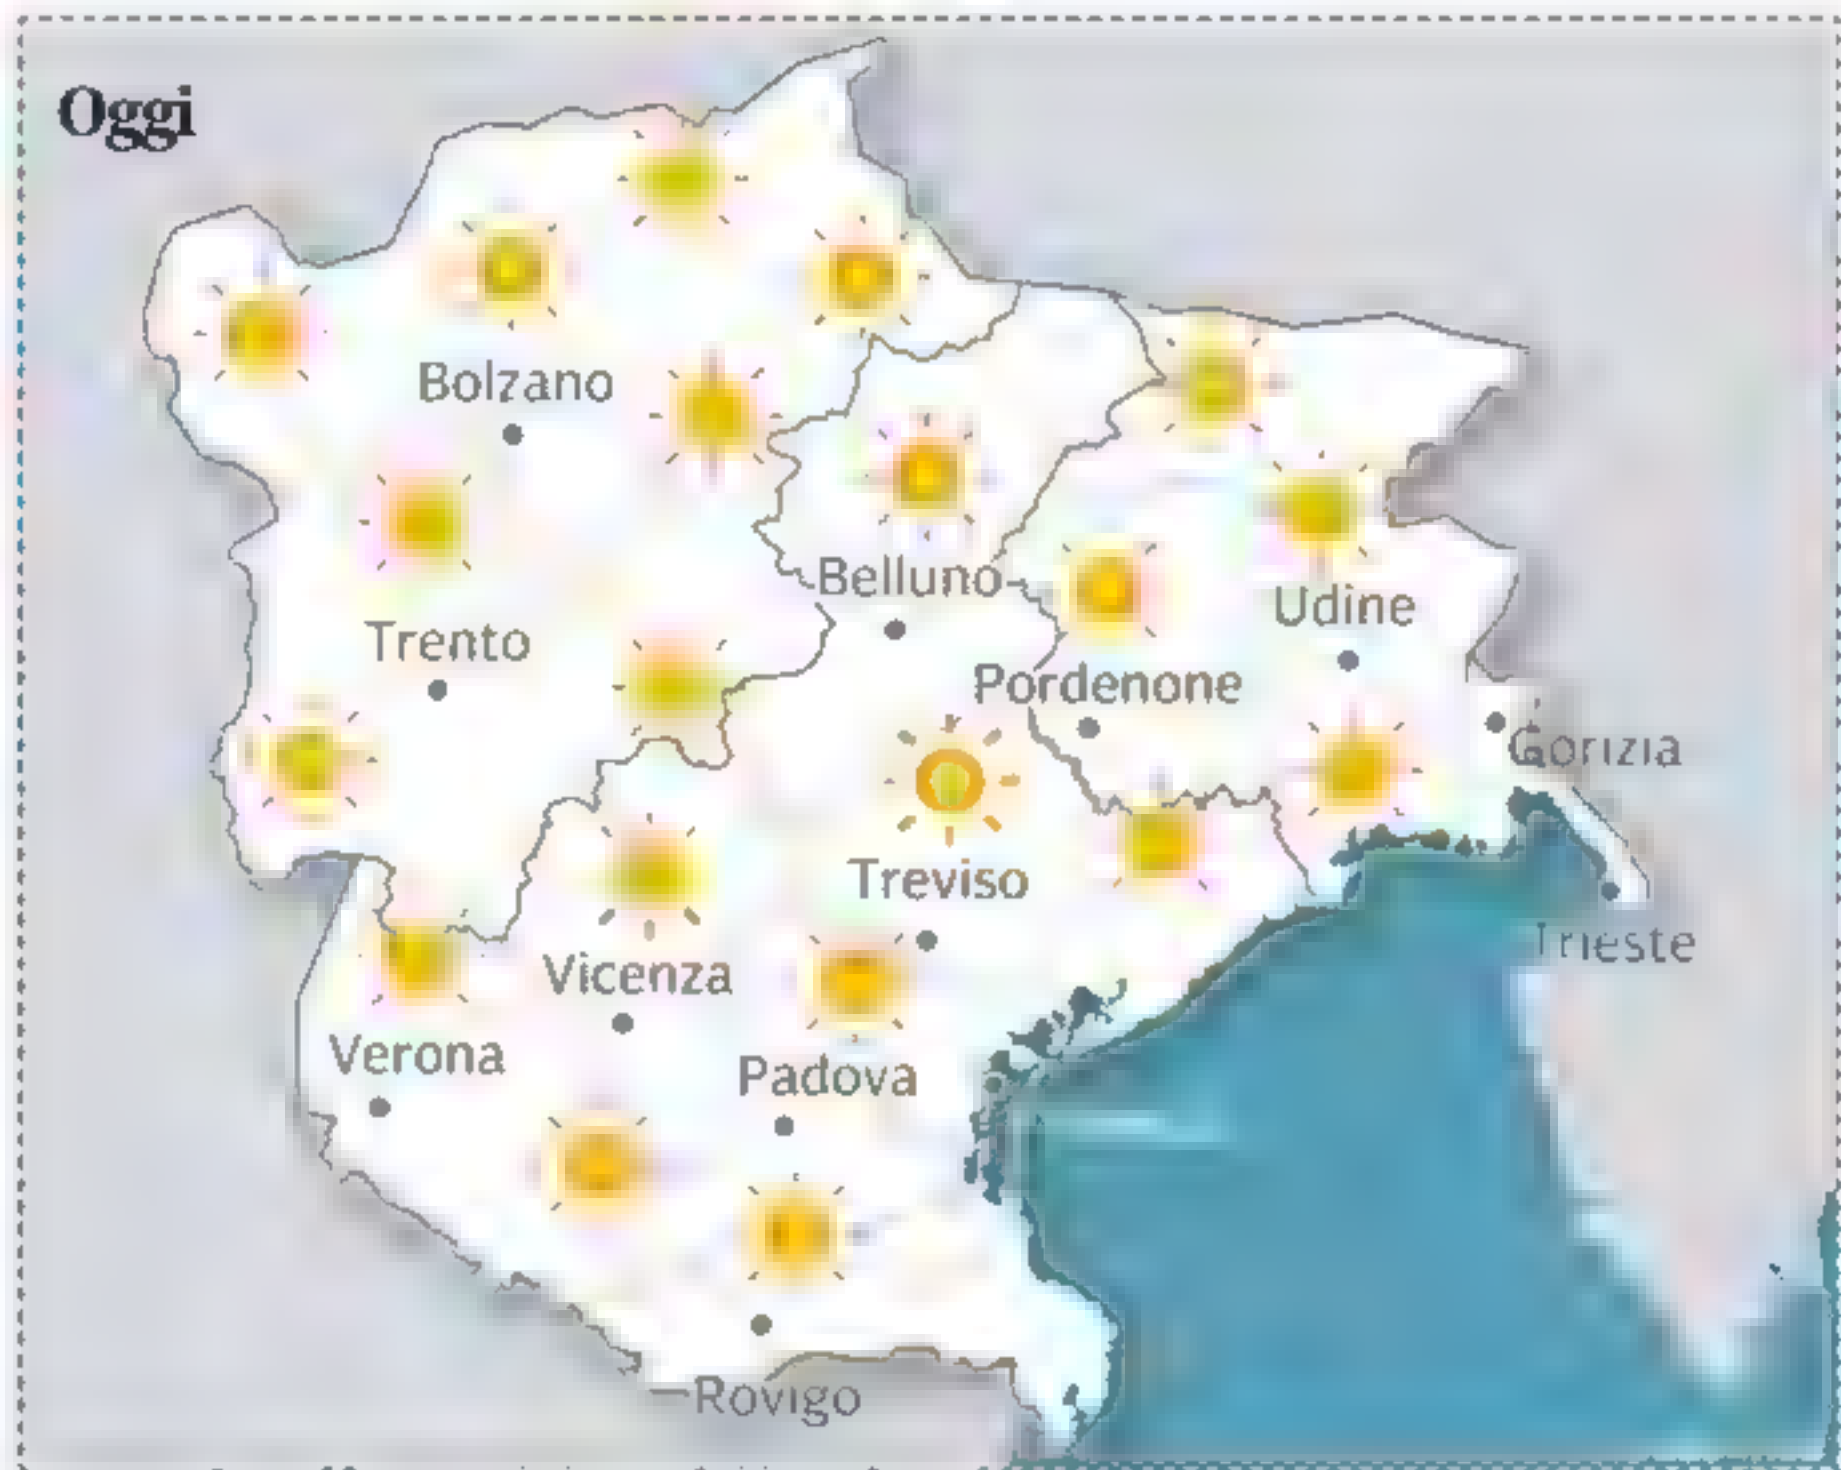 Oggi
Bolzano
Belluno
Udine
Trento
Pordenone
Gorizia
Treviso
Trieste
Vicenza
Verona
Padova
Rovigo